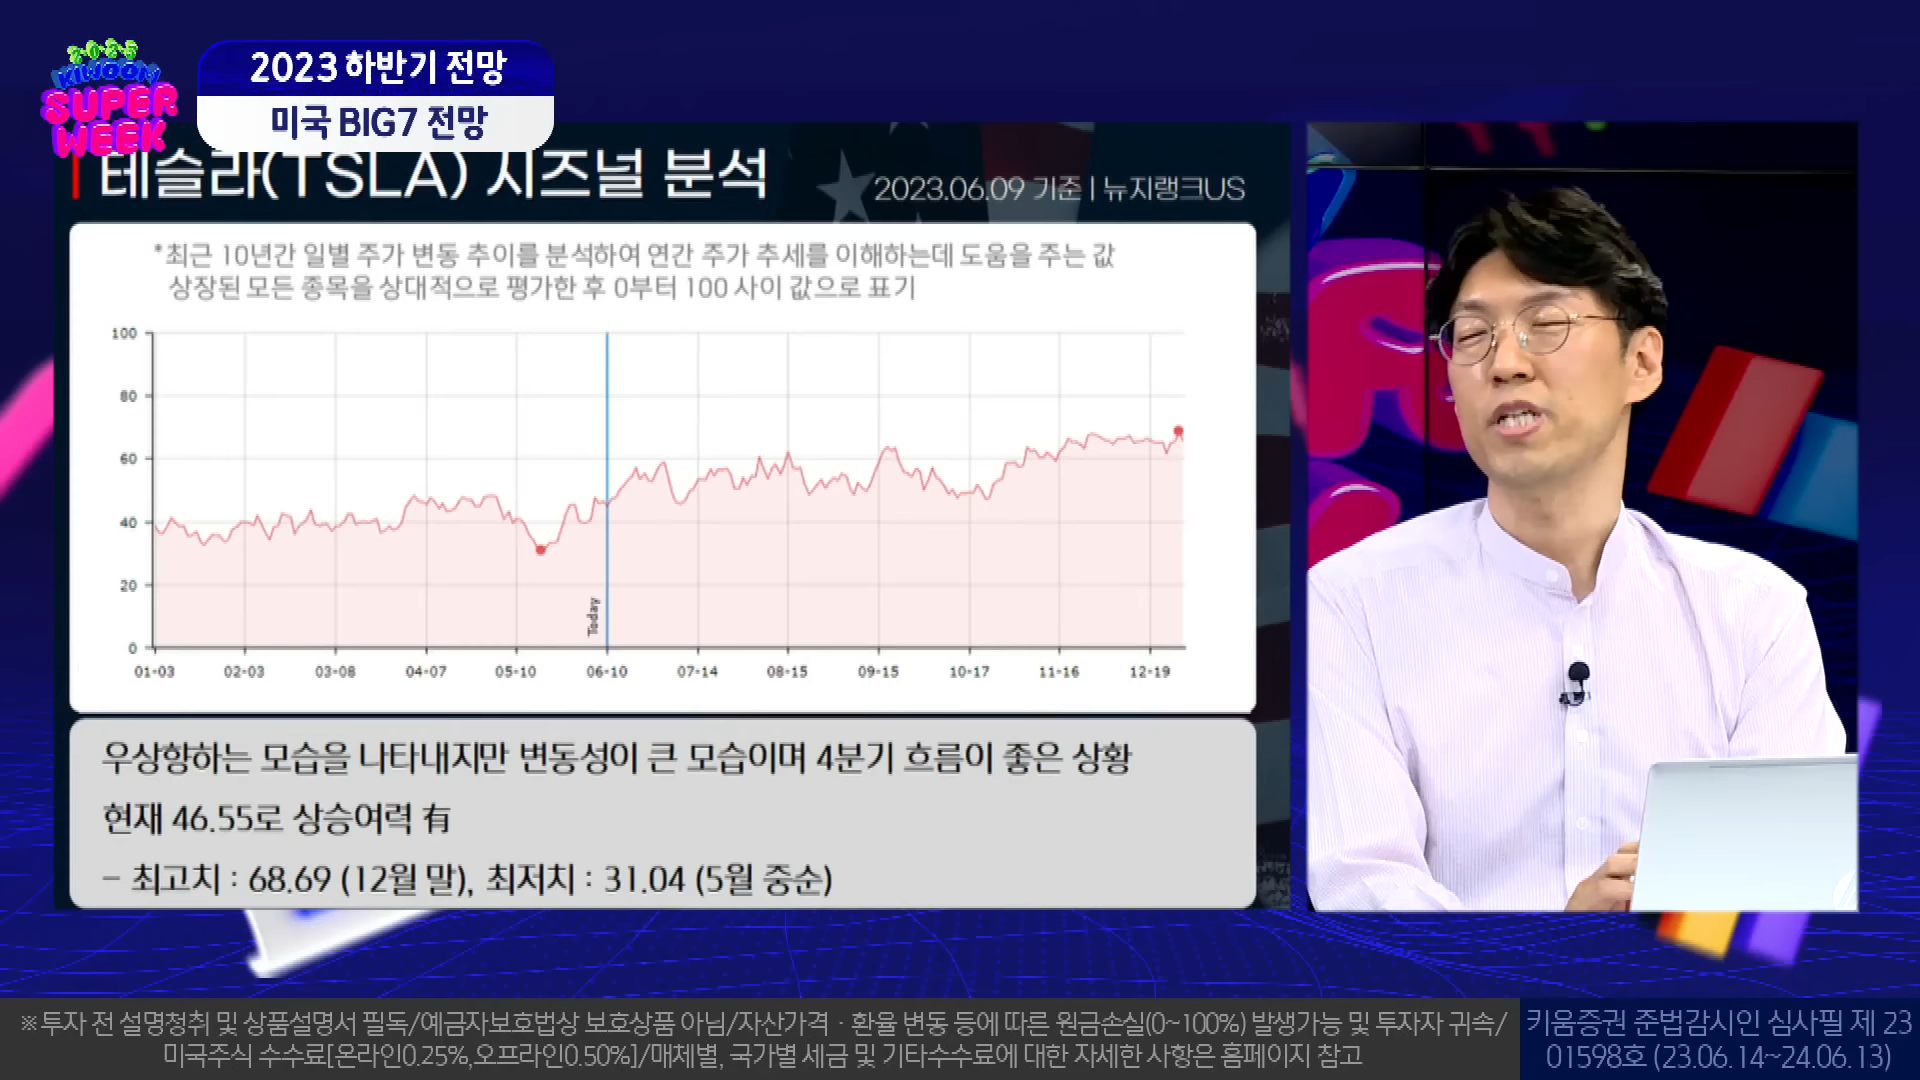 2023 KIWOOM
SUPER
WEEK
2023 하반기 전망
미국 BIG7 전망
테슬라(TSLA) 시즈널 분석
2023.06.09 기준 | 뉴지랭크US
*최근 10년간 일별 주가 변동 추이를 분석하여 연간 주가 추세를 이해하는데 도움을 주는 값
상장된 모든 종목을 상대적으로 평가한 후 0부터 100 사이 값으로 표기
100
80
60
40
20
0
Today
01-03 02-03 03-08 04-07 05-10 06-10 07-14 08-15 09-15 10-17 11-16 12-19
우상향하는 모습을 나타내지만 변동성이 큰 모습이며 4분기 흐름이 좋은 상황
현재 46.55로 상승여력 有
- 최고치 : 68.69 (12월 말), 최저치 : 31.04 (5월 중순)
※투자 전 설명청취 및 상품설명서 필독/예금자보호법상 보호상품 아님/자산가격 · 환율 변동 등에 따른 원금손실(0~100%) 발생가능 및 투자자 귀속/
미국주식 수수료[온라인0.25%,오프라인0.50%]/매체별, 국가별 세금 및 기타수수료에 대한 자세한 사항은 홈페이지 참고
키움증권 준법감시인 심사필 제 23
01598호 (23.06.14~24.06.13)